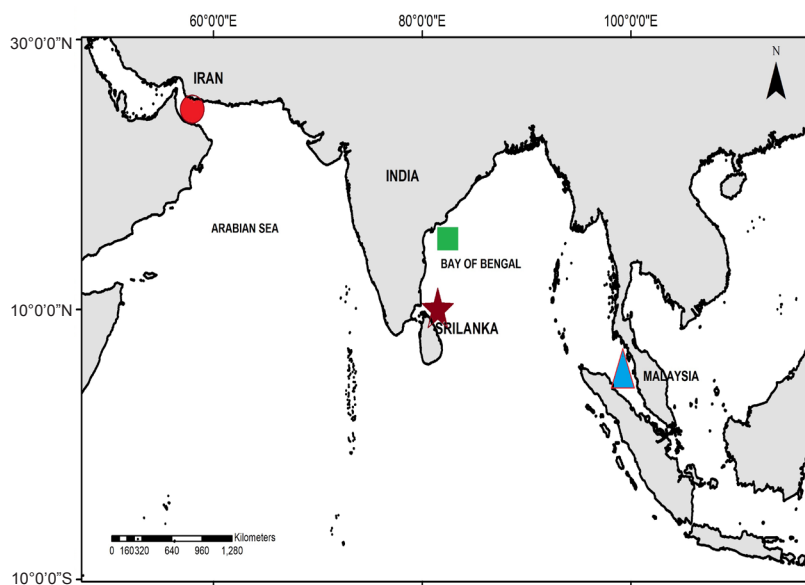 60°0'0"E 80°0'0"E 100°0'0"E
30°0'0"N
N
IRAN
INDIA
ARABIAN SEA
BAY OF BENGAL
10°0'0"N
SRILANKA
MALAYSIA
Kilometers
0 160320 640 960 1,280
10°0'0"S